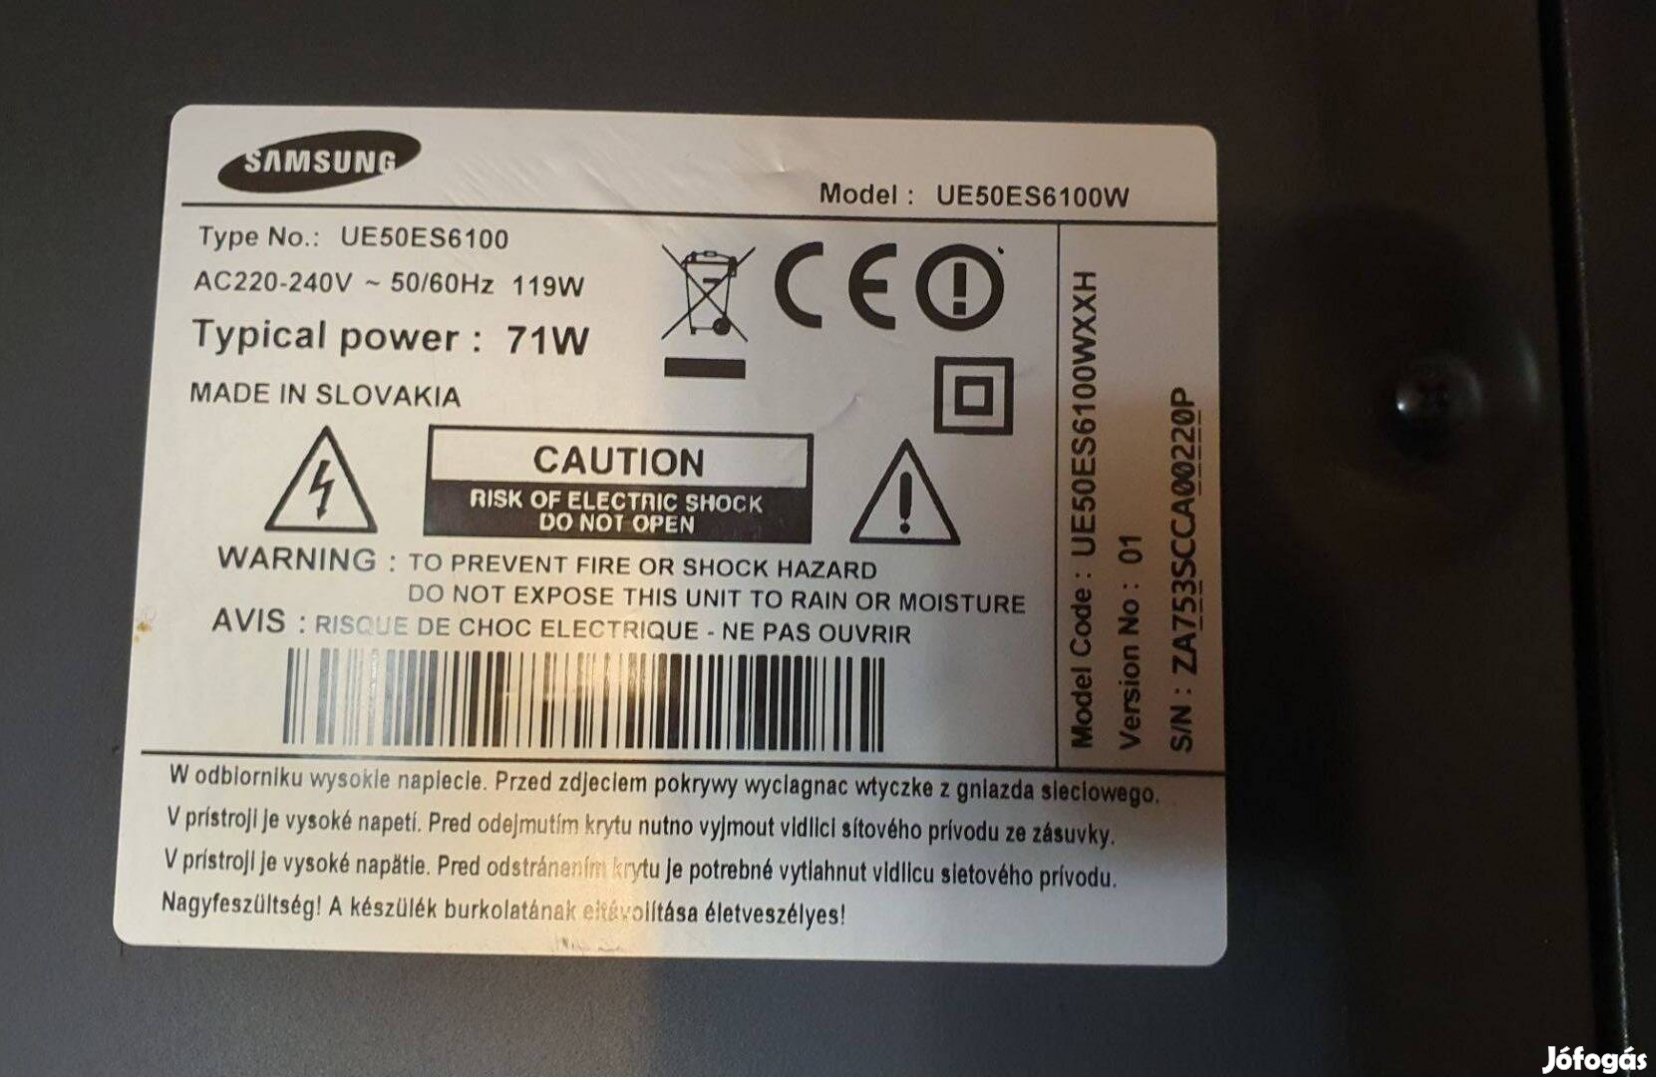 SAMSUNG
Model : UE50ES6100W
Type No.: UE50ES6100
AC220-240V ~ 50/60Hz 119W
Typical power : 71W
MADE IN SLOVAKIA
CE
CAUTION
RISK OF ELECTRIC SHOCK
DO NOT OPEN
WARNING : TO PREVENT FIRE OR SHOCK HAZARD
DO NOT EXPOSE THIS UNIT TO RAIN OR MOISTURE
AVIS : RISQUE DE CHOC ELECTRIQUE - NE PAS OUVRIR
Model Code : UE50ES6100WXXH
Version No : 01
S/N : ZA753SCCA00220P
W odbiorniku wysokie napiecie. Przed zdjeciem pokrywy wyciagnac wtyczke z gniazda sieciowego.
V prístroji je vysoké napetí. Pred odejmutím krytu nutno vyjmout vidlici sítového prívodu ze zásuvky.
V prístroji je vysoké napätie. Pred odstránením krytu je potrebné vytiahnut vidlicu sietového prívodu.
Nagyfeszültség! A készülék burkolatának eltávolítása életveszélyes!
Jófogás